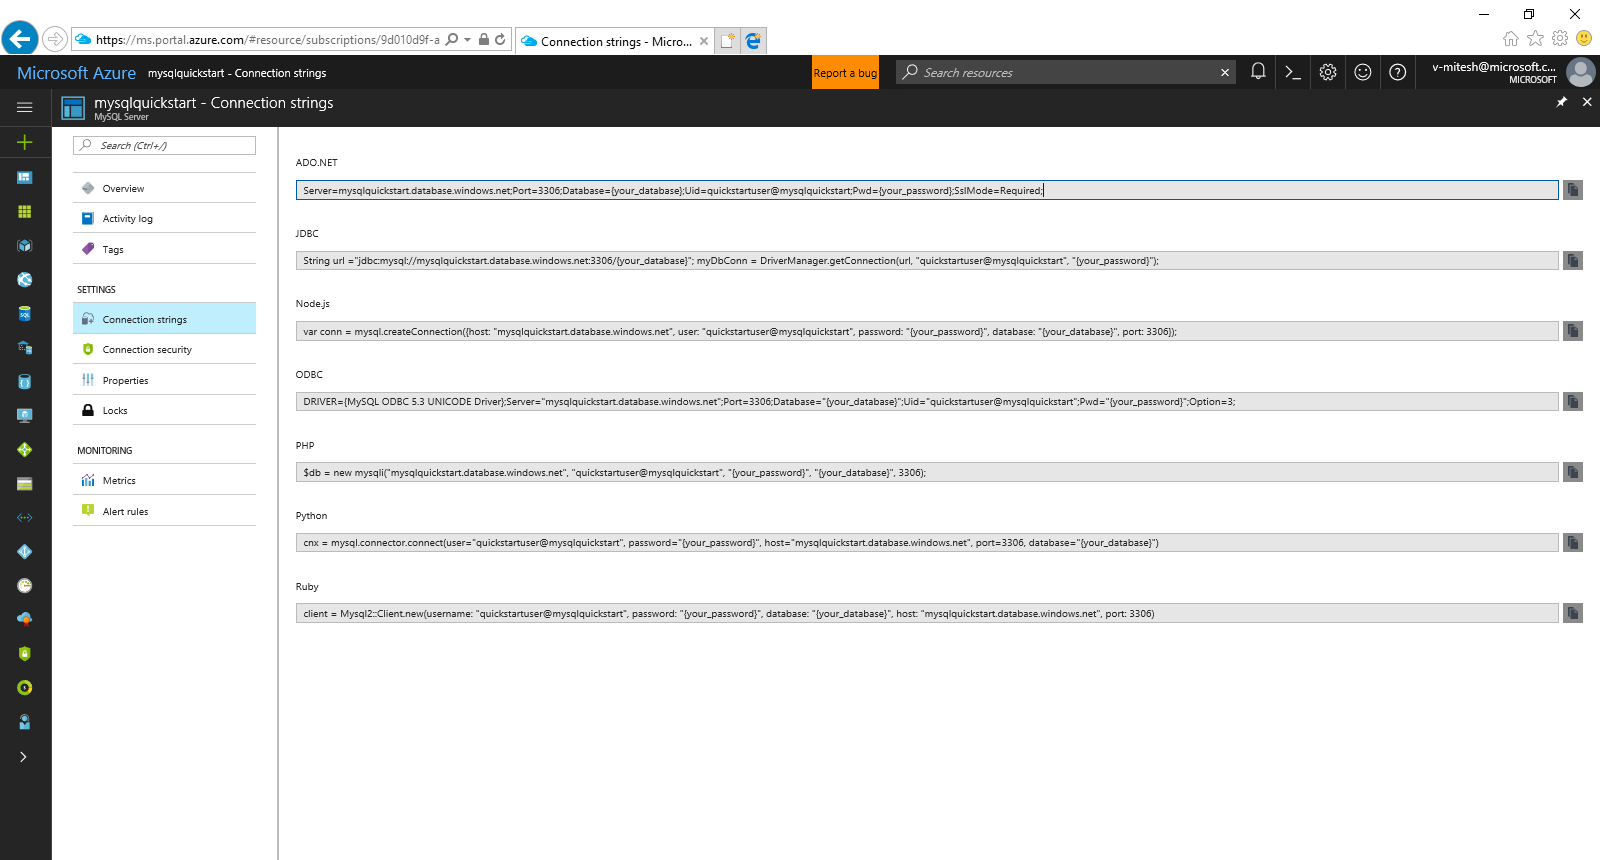 https://ms.portal.azure.com/#resource/subscriptions/9d010d9f-a
Connection strings - Micro...
Microsoft Azure
mysqlquickstart - Connection strings
Report a bug
Search resources
v-mitesh@microsoft.c...
MICROSOFT
mysqlquickstart - Connection strings
MySQL Server
Search (Ctrl+/)
Overview
Activity log
Tags
SETTINGS
Connection strings
Connection security
Properties
Locks
MONITORING
Metrics
Alert rules
ADO.NET
Server=mysqlquickstart.database.windows.net;Port=3306;Database={your_database};Uid=quickstartuser@mysqlquickstart;Pwd={your_password};SslMode=Required;
JDBC
String url ="jdbc:mysql://mysqlquickstart.database.windows.net:3306/{your_database}"; myDbConn = DriverManager.getConnection(url, "quickstartuser@mysqlquickstart", "{your_password}");
Node.js
var conn = mysql.createConnection({host: "mysqlquickstart.database.windows.net", user: "quickstartuser@mysqlquickstart", password: "{your_password}", database: "{your_database}", port: 3306});
ODBC
DRIVER={MySQL ODBC 5.3 UNICODE Driver};Server="mysqlquickstart.database.windows.net";Port=3306;Database="{your_database}";Uid="quickstartuser@mysqlquickstart";Pwd="{your_password}";Option=3;
PHP
$db = new mysqli("mysqlquickstart.database.windows.net", "quickstartuser@mysqlquickstart", "{your_password}", "{your_database}", 3306);
Python
cnx = mysql.connector.connect(user="quickstartuser@mysqlquickstart", password="{your_password}", host="mysqlquickstart.database.windows.net", port=3306, database="{your_database}")
Ruby
client = Mysql2::Client.new(username: "quickstartuser@mysqlquickstart", password: "{your_password}", database: "{your_database}", host: "mysqlquickstart.database.windows.net", port: 3306)